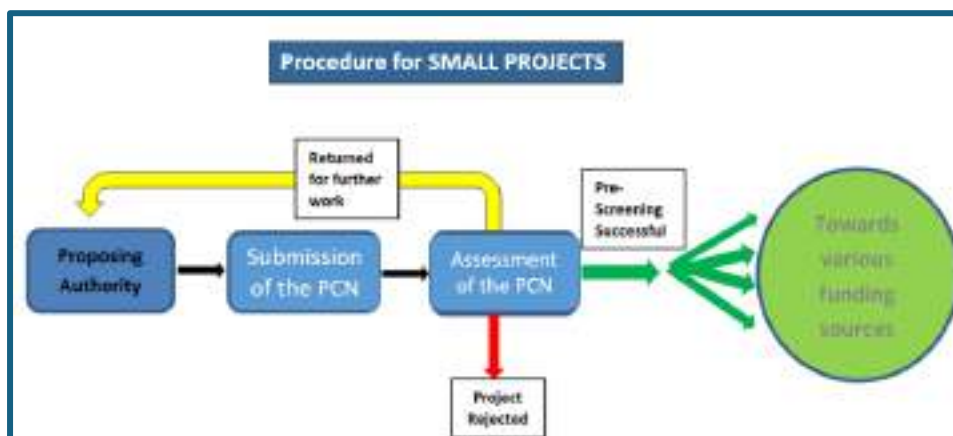 Procedure for SMALL PROJECTS
Returned
for further
work
Pre-
Screening
Successful
Proposing
Authority
Submission
of the PCN
Assessment
of the PCN
Towards
various
funding
sources
Project
Rejected